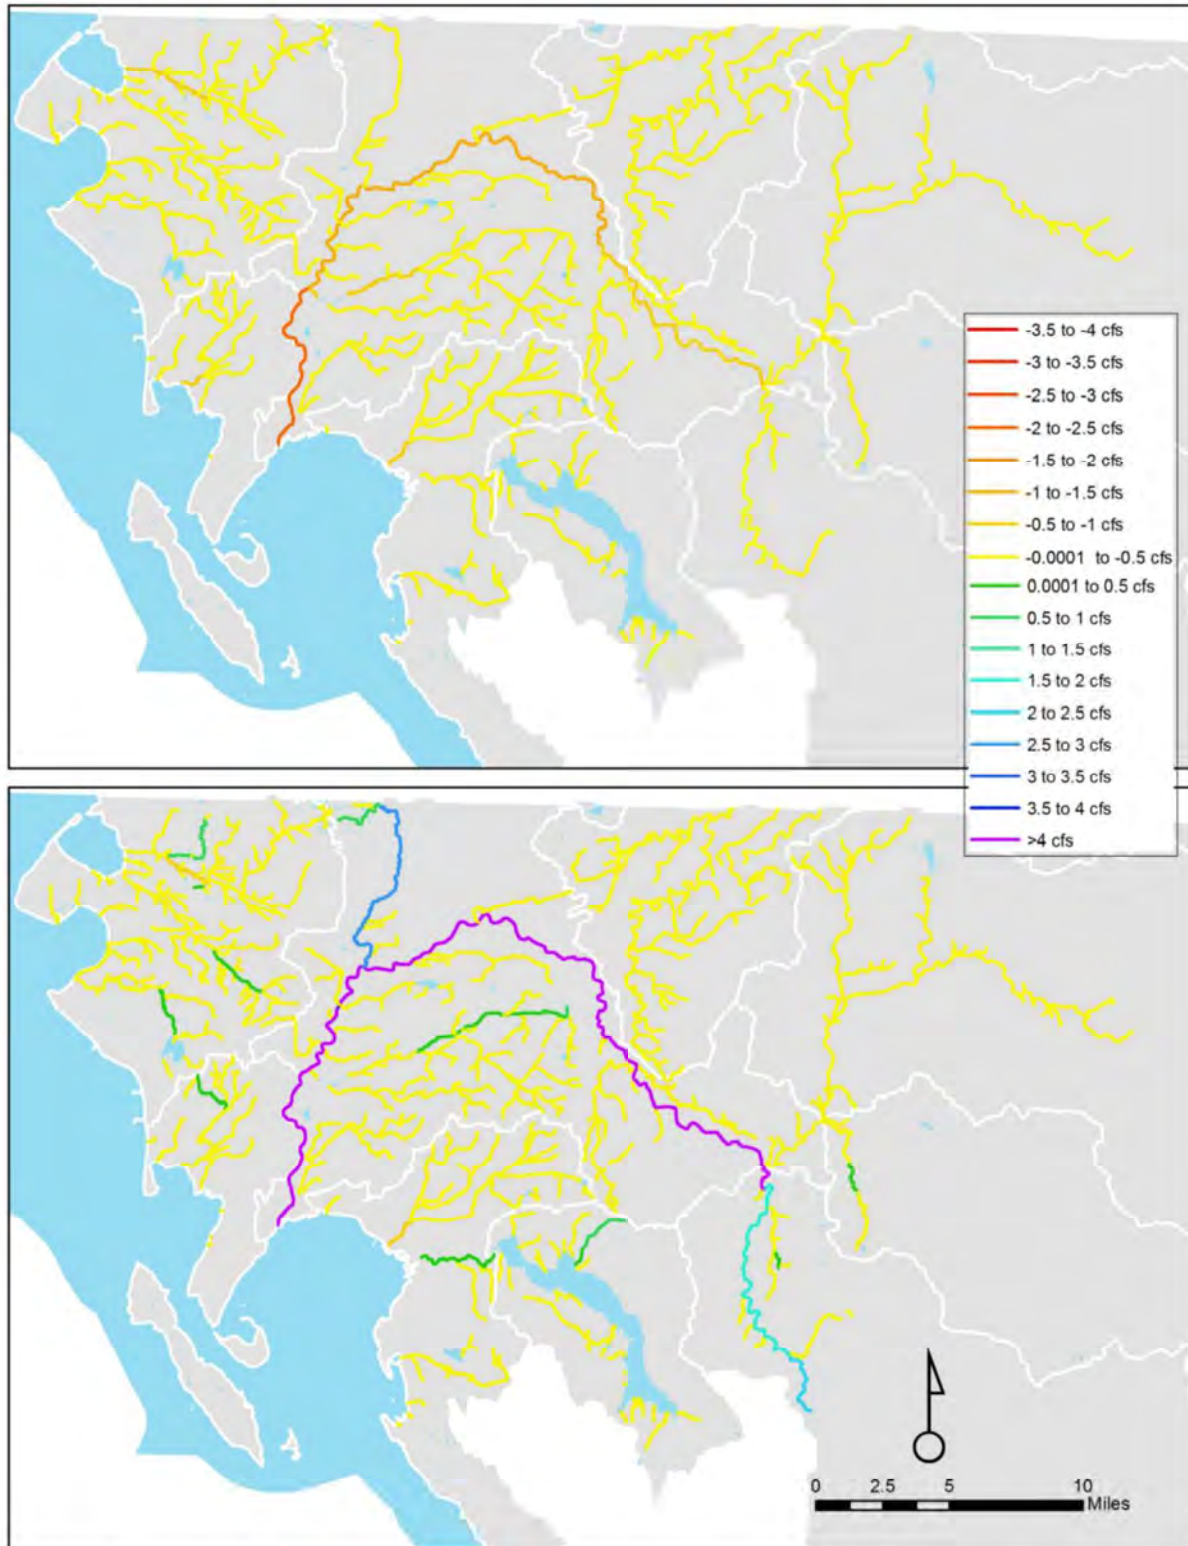 -3.5 to -4 cfs
-3 to -3.5 cfs
-2.5 to -3 cfs
-2 to -2.5 cfs
-1.5 to -2 cfs
-1 to -1.5 cfs
-0.5 to -1 cfs
-0.0001 to -0.5 cfs
0.0001 to 0.5 cfs
0.5 to 1 cfs
1 to 1.5 cfs
1.5 to 2 cfs
2 to 2.5 cfs
2.5 to 3 cfs
3 to 3.5 cfs
3.5 to 4 cfs
>4 cfs
0 2.5 5 10
Miles